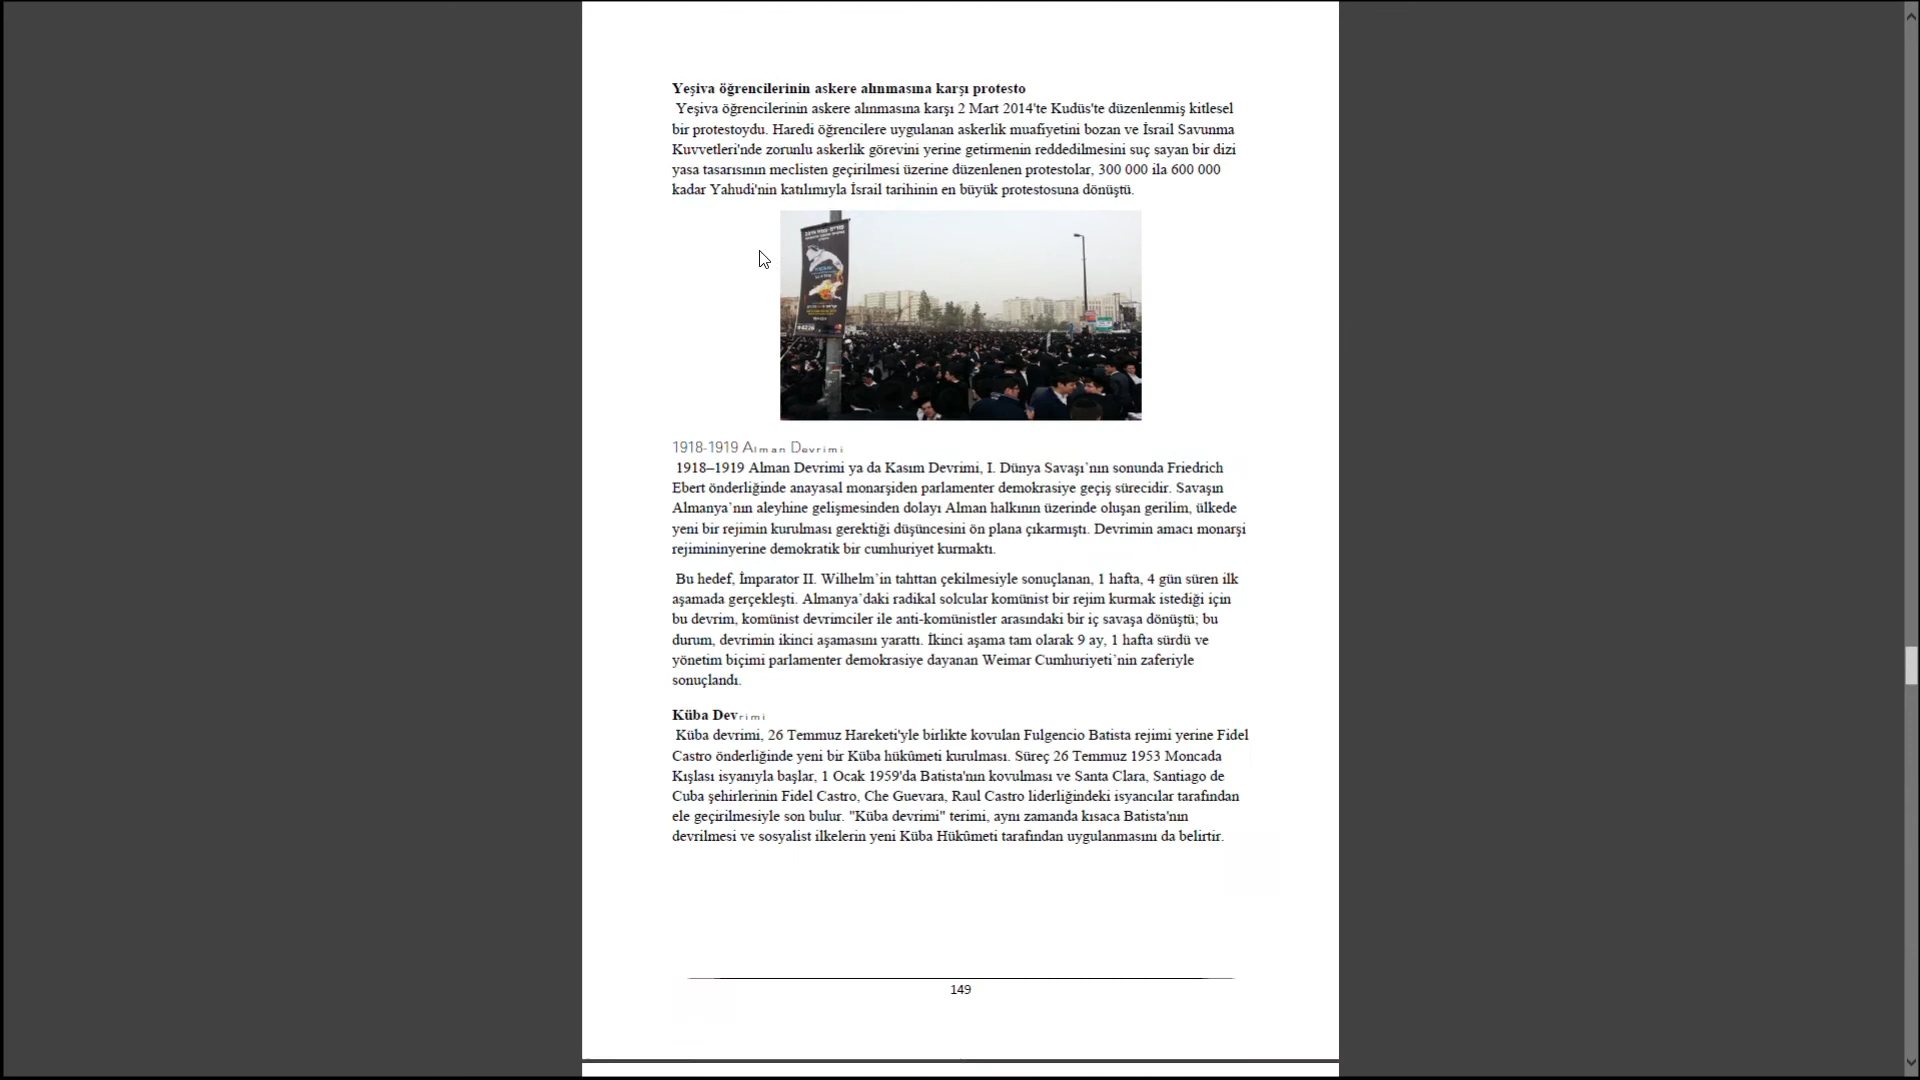 Yeşiva öğrencilerinin askere alınmasına karşı protesto
Yeşiva öğrencilerinin askere alınmasına karşı 2 Mart 2014'te Kudüs'te düzenlenmiş kitlesel
bir protestoydu. Haredi öğrencilere uygulanan askerlik muafiyetini bozan ve İsrail Savunma
Kuvvetleri'nde zorunlu askerlik görevini yerine getirmenin reddedilmesini suç sayan bir dizi
yasa tasarısının meclisten geçirilmesi üzerine düzenlenen protestolar, 300 000 ila 600 000
kadar Yahudi'nin katılımıyla İsrail tarihinin en büyük protestosuna dönüştü.
1918-1919 Alman Devrimi
1918–1919 Alman Devrimi ya da Kasım Devrimi, I. Dünya Savaşı’nın sonunda Friedrich
Ebert önderliğinde anayasal monarşiden parlamenter demokrasiye geçiş sürecidir. Savaşın
Almanya’nın aleyhine gelişmesinden dolayı Alman halkının üzerinde oluşan gerilim, ülkede
yeni bir rejimin kurulması gerektiği düşüncesini ön plana çıkarmıştı. Devrimin amacı monarşi
rejimininyerine demokratik bir cumhuriyet kurmaktı.
Bu hedef, İmparator II. Wilhelm’in tahttan çekilmesiyle sonuçlanan, 1 hafta, 4 gün süren ilk
aşamada gerçekleşti. Almanya’daki radikal solcular komünist bir rejim kurmak istediği için
bu devrim, komünist devrimciler ile anti-komünistler arasındaki bir iç savaşa dönüştü; bu
durum, devrimin ikinci aşamasını yarattı. İkinci aşama tam olarak 9 ay, 1 hafta sürdü ve
yönetim biçimi parlamenter demokrasiye dayanan Weimar Cumhuriyeti’nin zaferiyle
sonuçlandı.
Küba Devrimi
Küba devrimi, 26 Temmuz Hareketi'yle birlikte kovulan Fulgencio Batista rejimi yerine Fidel
Castro önderliğinde yeni bir Küba hükûmeti kurulması. Süreç 26 Temmuz 1953 Moncada
Kışlası isyanıyla başlar, 1 Ocak 1959'da Batista'nın kovulması ve Santa Clara, Santiago de
Cuba şehirlerinin Fidel Castro, Che Guevara, Raul Castro liderliğindeki isyancılar tarafından
ele geçirilmesiyle son bulur. "Küba devrimi" terimi, aynı zamanda kısaca Batista'nın
devrilmesi ve sosyalist ilkelerin yeni Küba Hükûmeti tarafından uygulanmasını da belirtir.
149